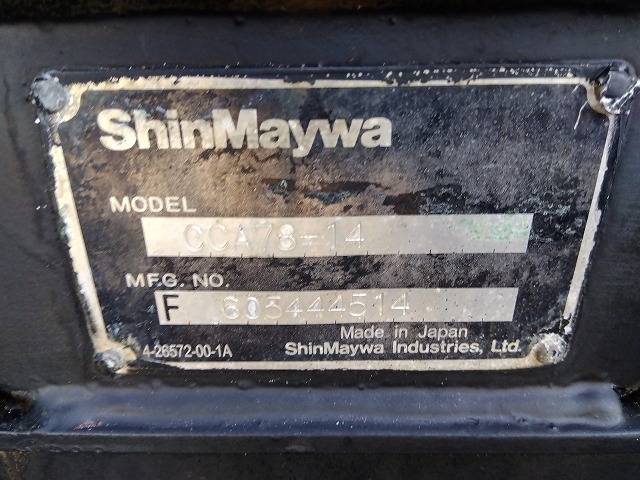 ShinMaywa
MODEL
CCA78-14
MFG. NO.
F 605444514
Made in Japan
4-26572-00-1A
ShinMaywa Industries, Ltd.